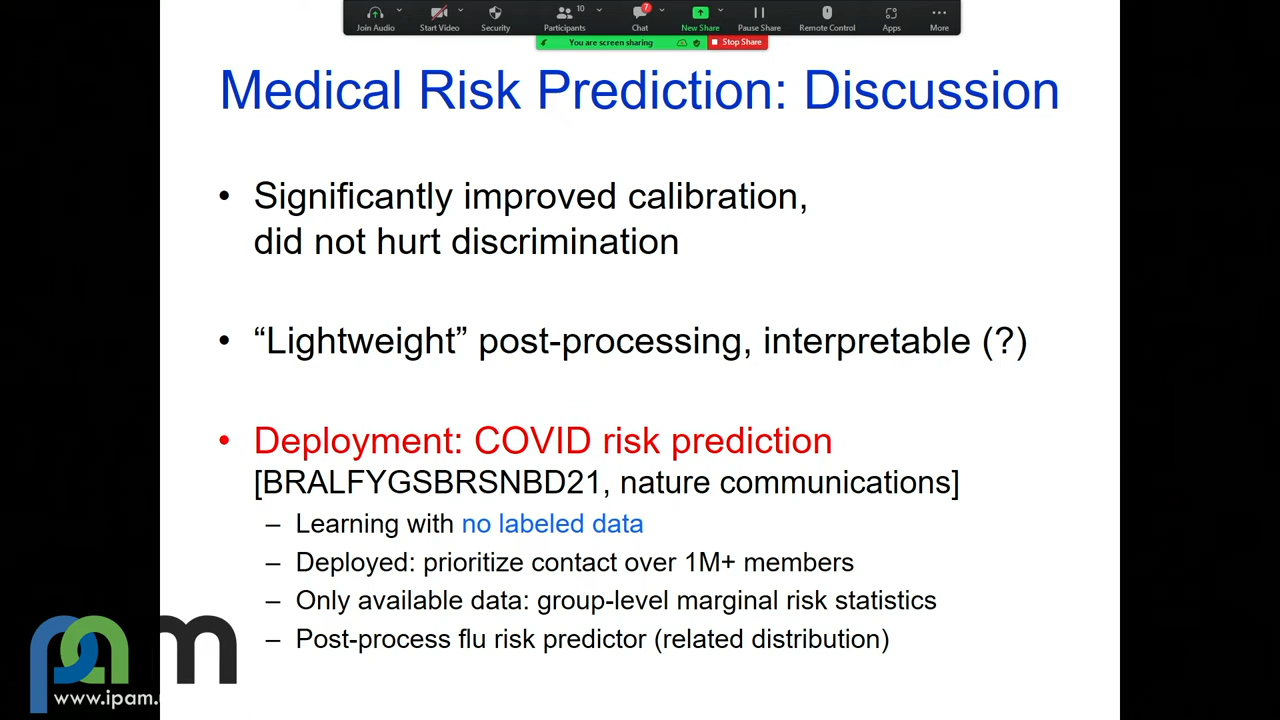 10
7
Join Audio
Start Video
Security
Participants
Chat
New Share
Pause Share
Remote Control
Apps
More
You are screen sharing
Stop Share
Medical Risk Prediction: Discussion
• Significantly improved calibration,
did not hurt discrimination
• “Lightweight” post-processing, interpretable (?)
• Deployment: COVID risk prediction
[BRALFYGSBRSNBD21, nature communications]
– Learning with no labeled data
– Deployed: prioritize contact over 1M+ members
– Only available data: group-level marginal risk statistics
– Post-process flu risk predictor (related distribution)
www.ipam.u